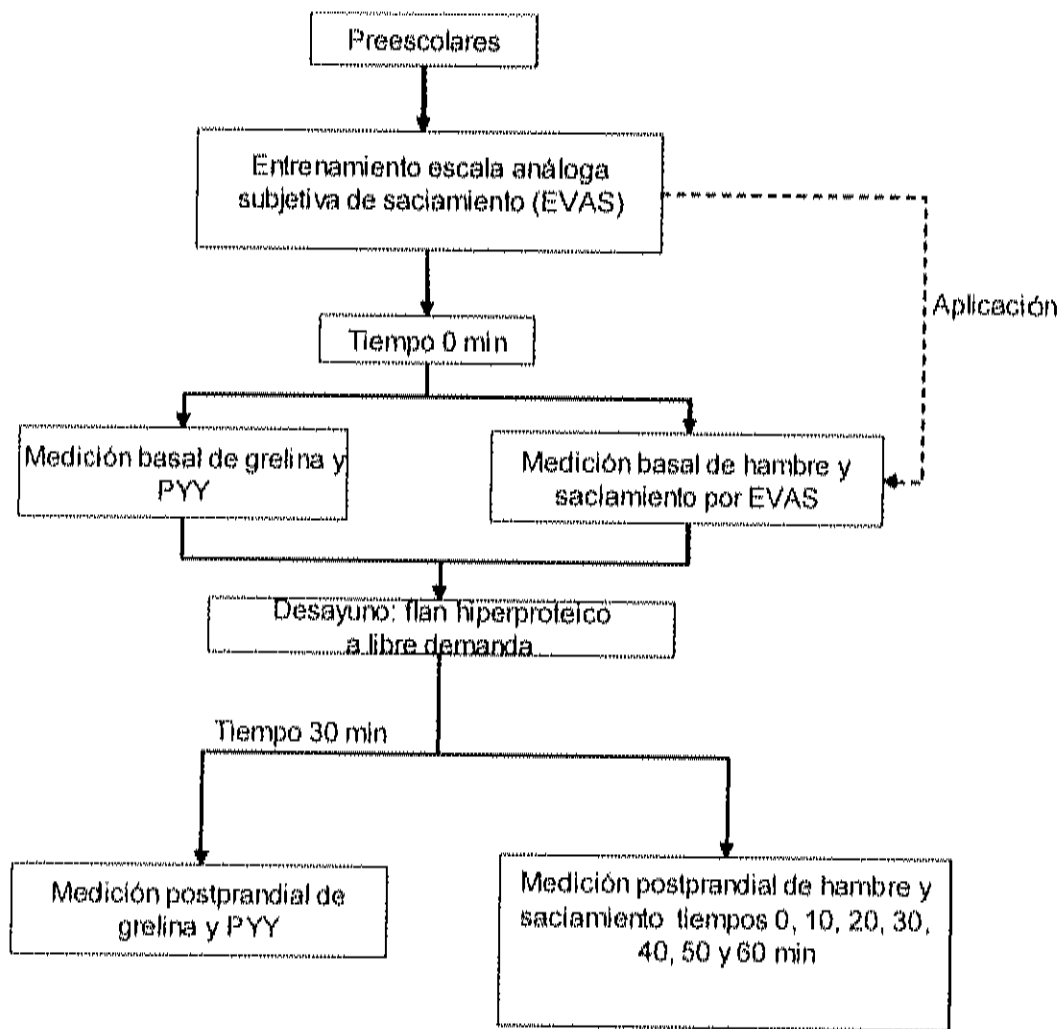 Preescolares
Entrenamiento escala análoga
subjetiva de saciamiento (EVAS)
Aplicación
Tiempo 0 min
Medición basal de grelina y
PYY
Medición basal de hambre y
saciamiento por EVAS
Desayuno: flan hiperproteico
a libre demanda
Tiempo 30 min
Medición postprandial de
grelina y PYY
Medición postprandial de hambre y
saciamiento tiempos 0, 10, 20, 30,
40, 50 y 60 min